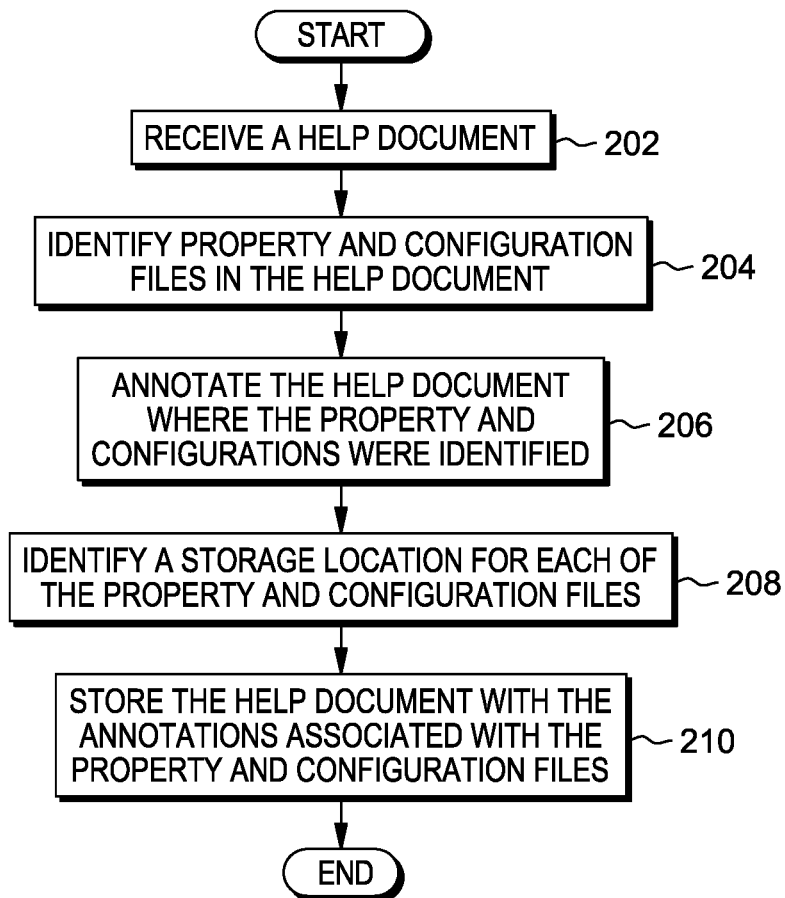 START
RECEIVE A HELP DOCUMENT
202
IDENTIFY PROPERTY AND CONFIGURATION
FILES IN THE HELP DOCUMENT
204
ANNOTATE THE HELP DOCUMENT
WHERE THE PROPERTY AND
CONFIGURATIONS WERE IDENTIFIED
206
IDENTIFY A STORAGE LOCATION FOR EACH OF
THE PROPERTY AND CONFIGURATION FILES
208
STORE THE HELP DOCUMENT WITH THE
ANNOTATIONS ASSOCIATED WITH THE
PROPERTY AND CONFIGURATION FILES
210
END